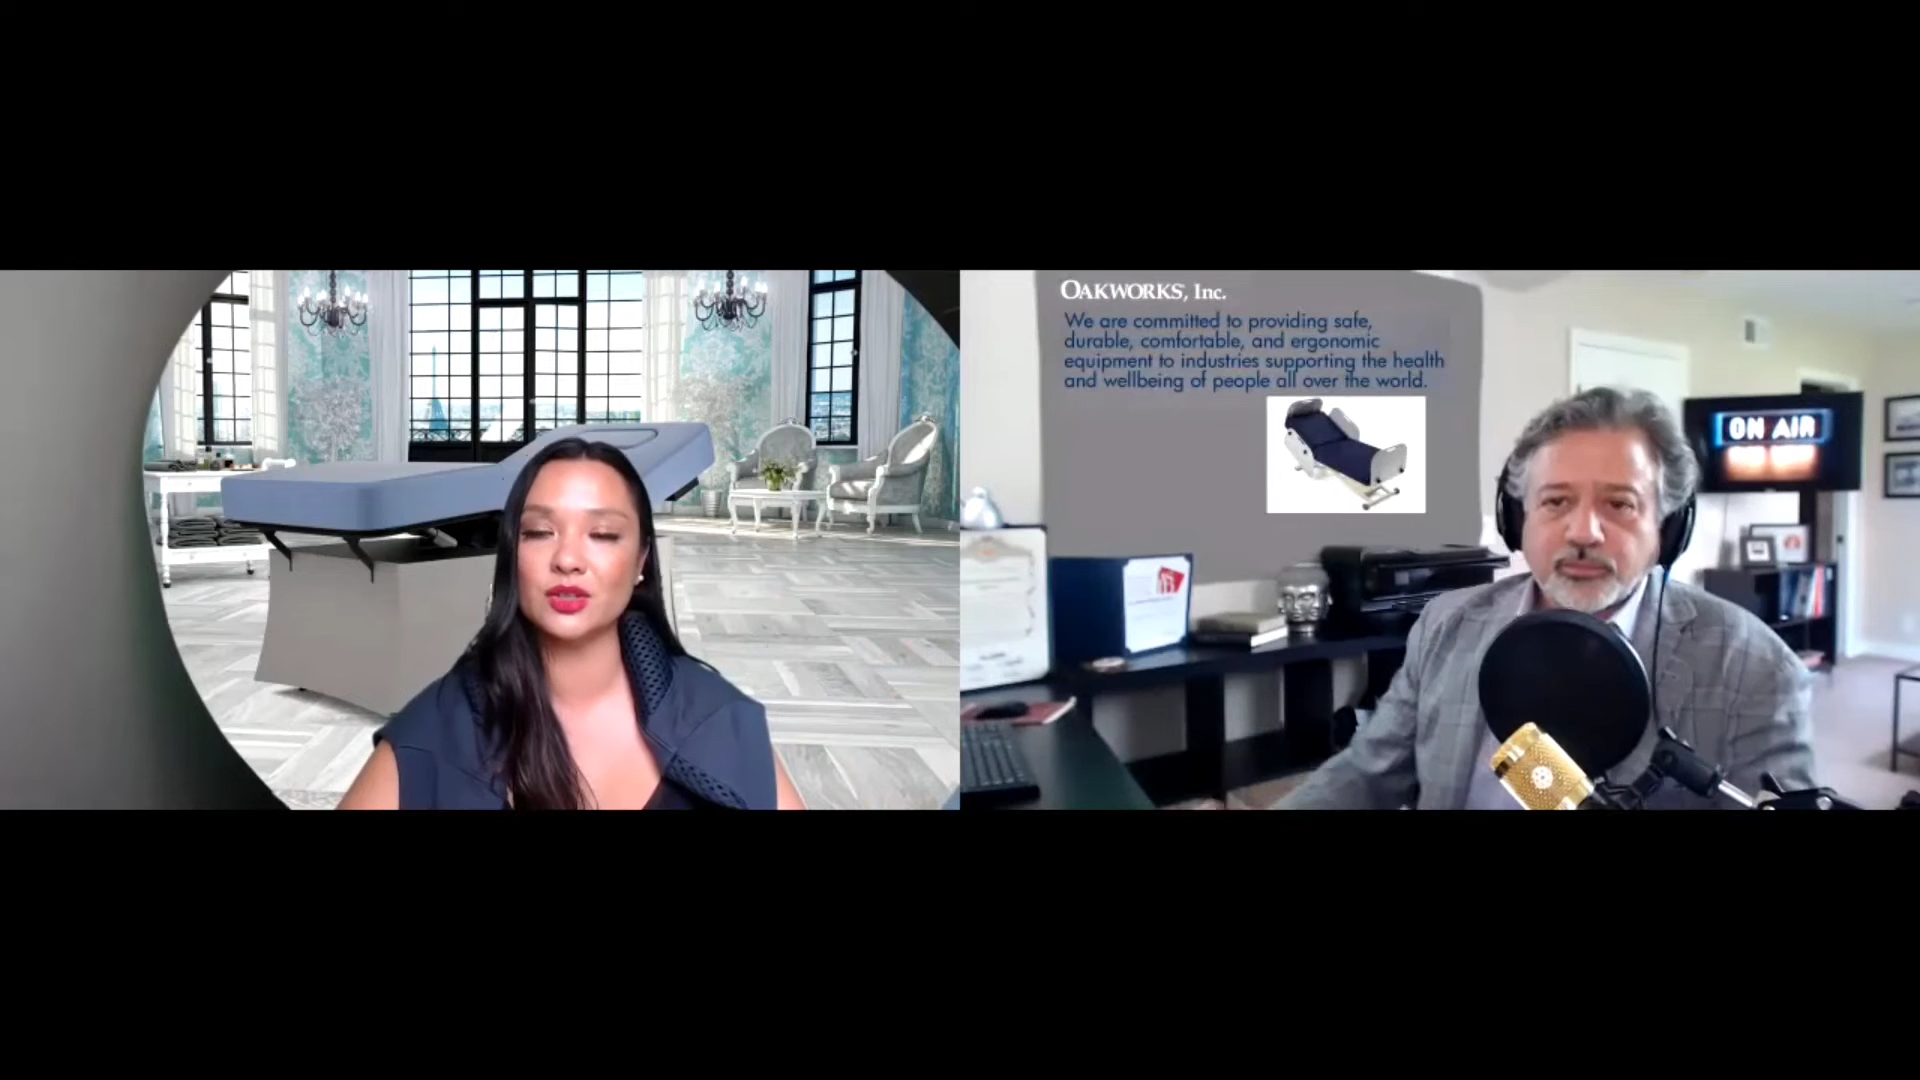 OAKWORKS, Inc.
We are committed to providing safe,
durable, comfortable, and ergonomic
equipment to industries supporting the health
and wellbeing of people all over the world.
ON AIR